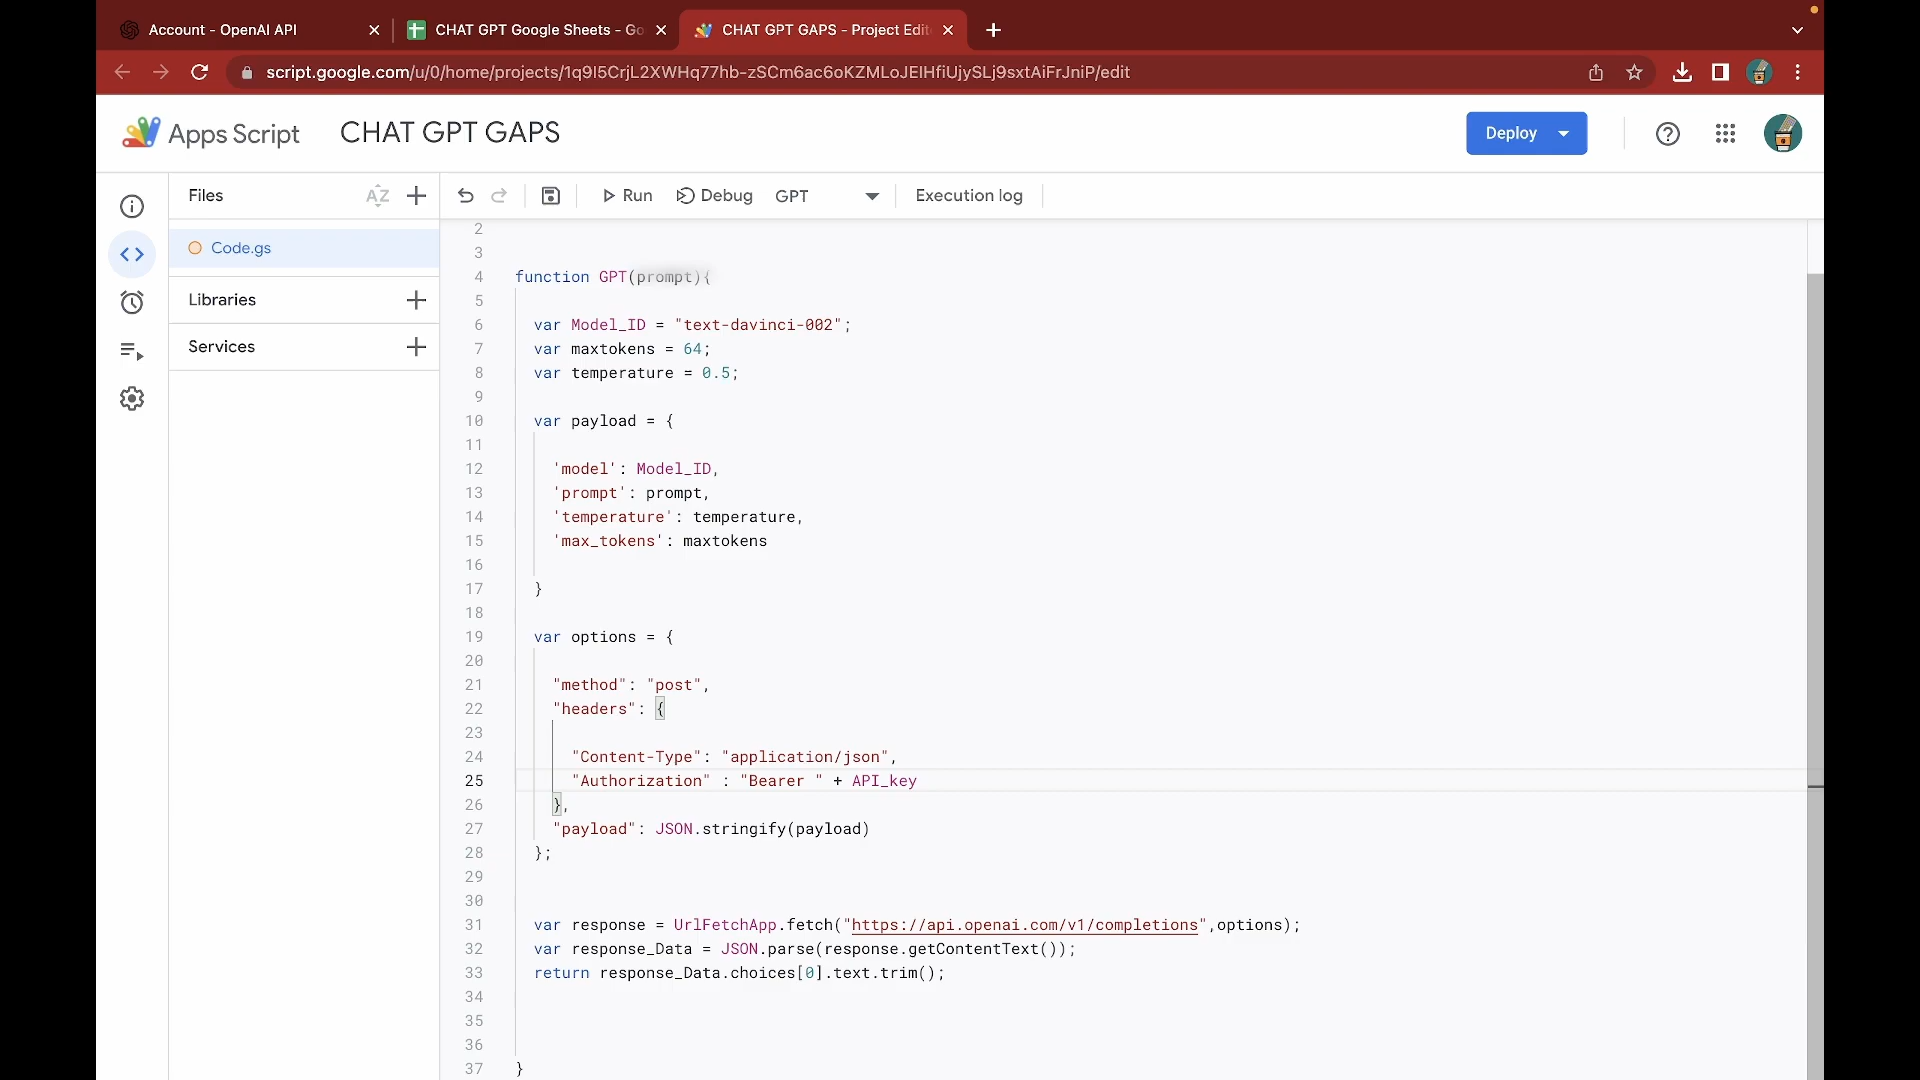 Account - OpenAI API
CHAT GPT Google Sheets - Go
CHAT GPT GAPS - Project Edit
script.google.com/u/0/home/projects/1q9I5CrjL2XWHq77hb-zSCm6ac6oKZMLoJEIHfiUjySLj9sxtAiFrJniP/edit
Apps Script
CHAT GPT GAPS
Deploy
Files
AZ
Run
Debug
GPT
Execution log
Code.gs
Libraries
Services
2
3
4 function GPT(prompt){
5
6 var Model_ID = "text-davinci-002";
7 var maxtokens = 64;
8 var temperature = 0.5;
9
10 var payload = {
11
12 'model': Model_ID,
13 'prompt': prompt,
14 'temperature': temperature,
15 'max_tokens': maxtokens
16
17 }
18
19 var options = {
20
21 "method": "post",
22 "headers": {
23
24 "Content-Type": "application/json",
25 "Authorization" : "Bearer " + API_key
26 },
27 "payload": JSON.stringify(payload)
28 };
29
30
31 var response = UrlFetchApp.fetch("https://api.openai.com/v1/completions",options);
32 var response_Data = JSON.parse(response.getContentText());
33 return response_Data.choices[0].text.trim();
34
35
36
37 }